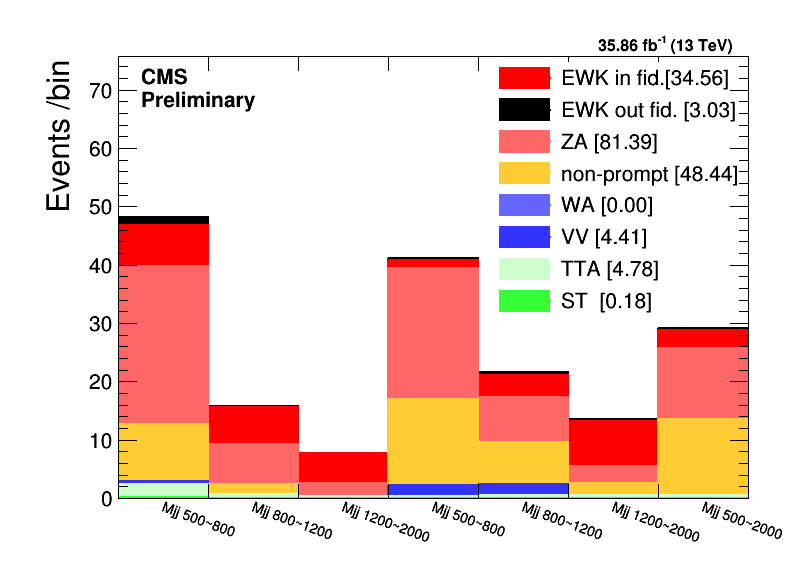 35.86 fb-1 (13 TeV)
CMS
Preliminary
Events /bin
70
60
50
40
30
20
10
0
EWK in fid.[34.56]
EWK out fid. [3.03]
ZA [81.39]
non-prompt [48.44]
WA [0.00]
VV [4.41]
TTA [4.78]
ST [0.18]
Mjj 500~800
Mjj 800~1200
Mjj 1200~2000
Mjj 500~800
Mjj 800~1200
Mjj 1200~2000
Mjj 500~2000